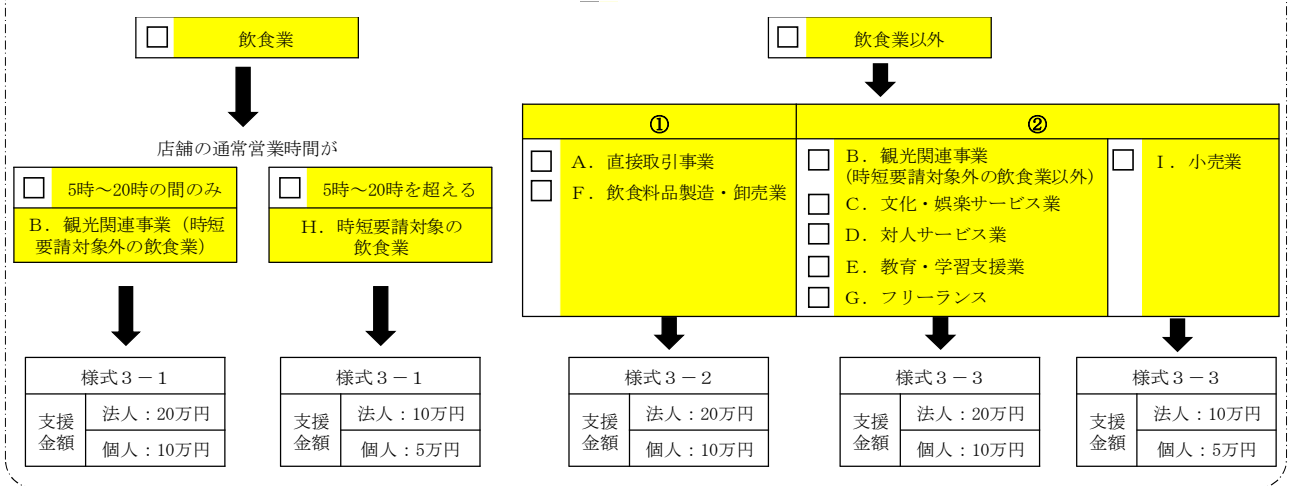 飲食業
店舗の通常営業時間が
5時～20時の間のみ
B．観光関連事業（時短
要請対象外の飲食業）
5時～20時を超える
H．時短要請対象の
飲食業
様式３－１
支援
金額
法人：20万円
個人：10万円
様式３－１
支援
金額
法人：10万円
個人：5万円
飲食業以外
①
A．直接取引事業
F．飲食料品製造・卸売業
②
B．観光関連事業
(時短要請対象外の飲食業以外)
C．文化・娯楽サービス業
D．対人サービス業
E．教育・学習支援業
G．フリーランス
I．小売業
様式３－２
支援
金額
法人：20万円
個人：10万円
様式３－３
支援
金額
法人：20万円
個人：10万円
様式３－３
支援
金額
法人：10万円
個人：5万円